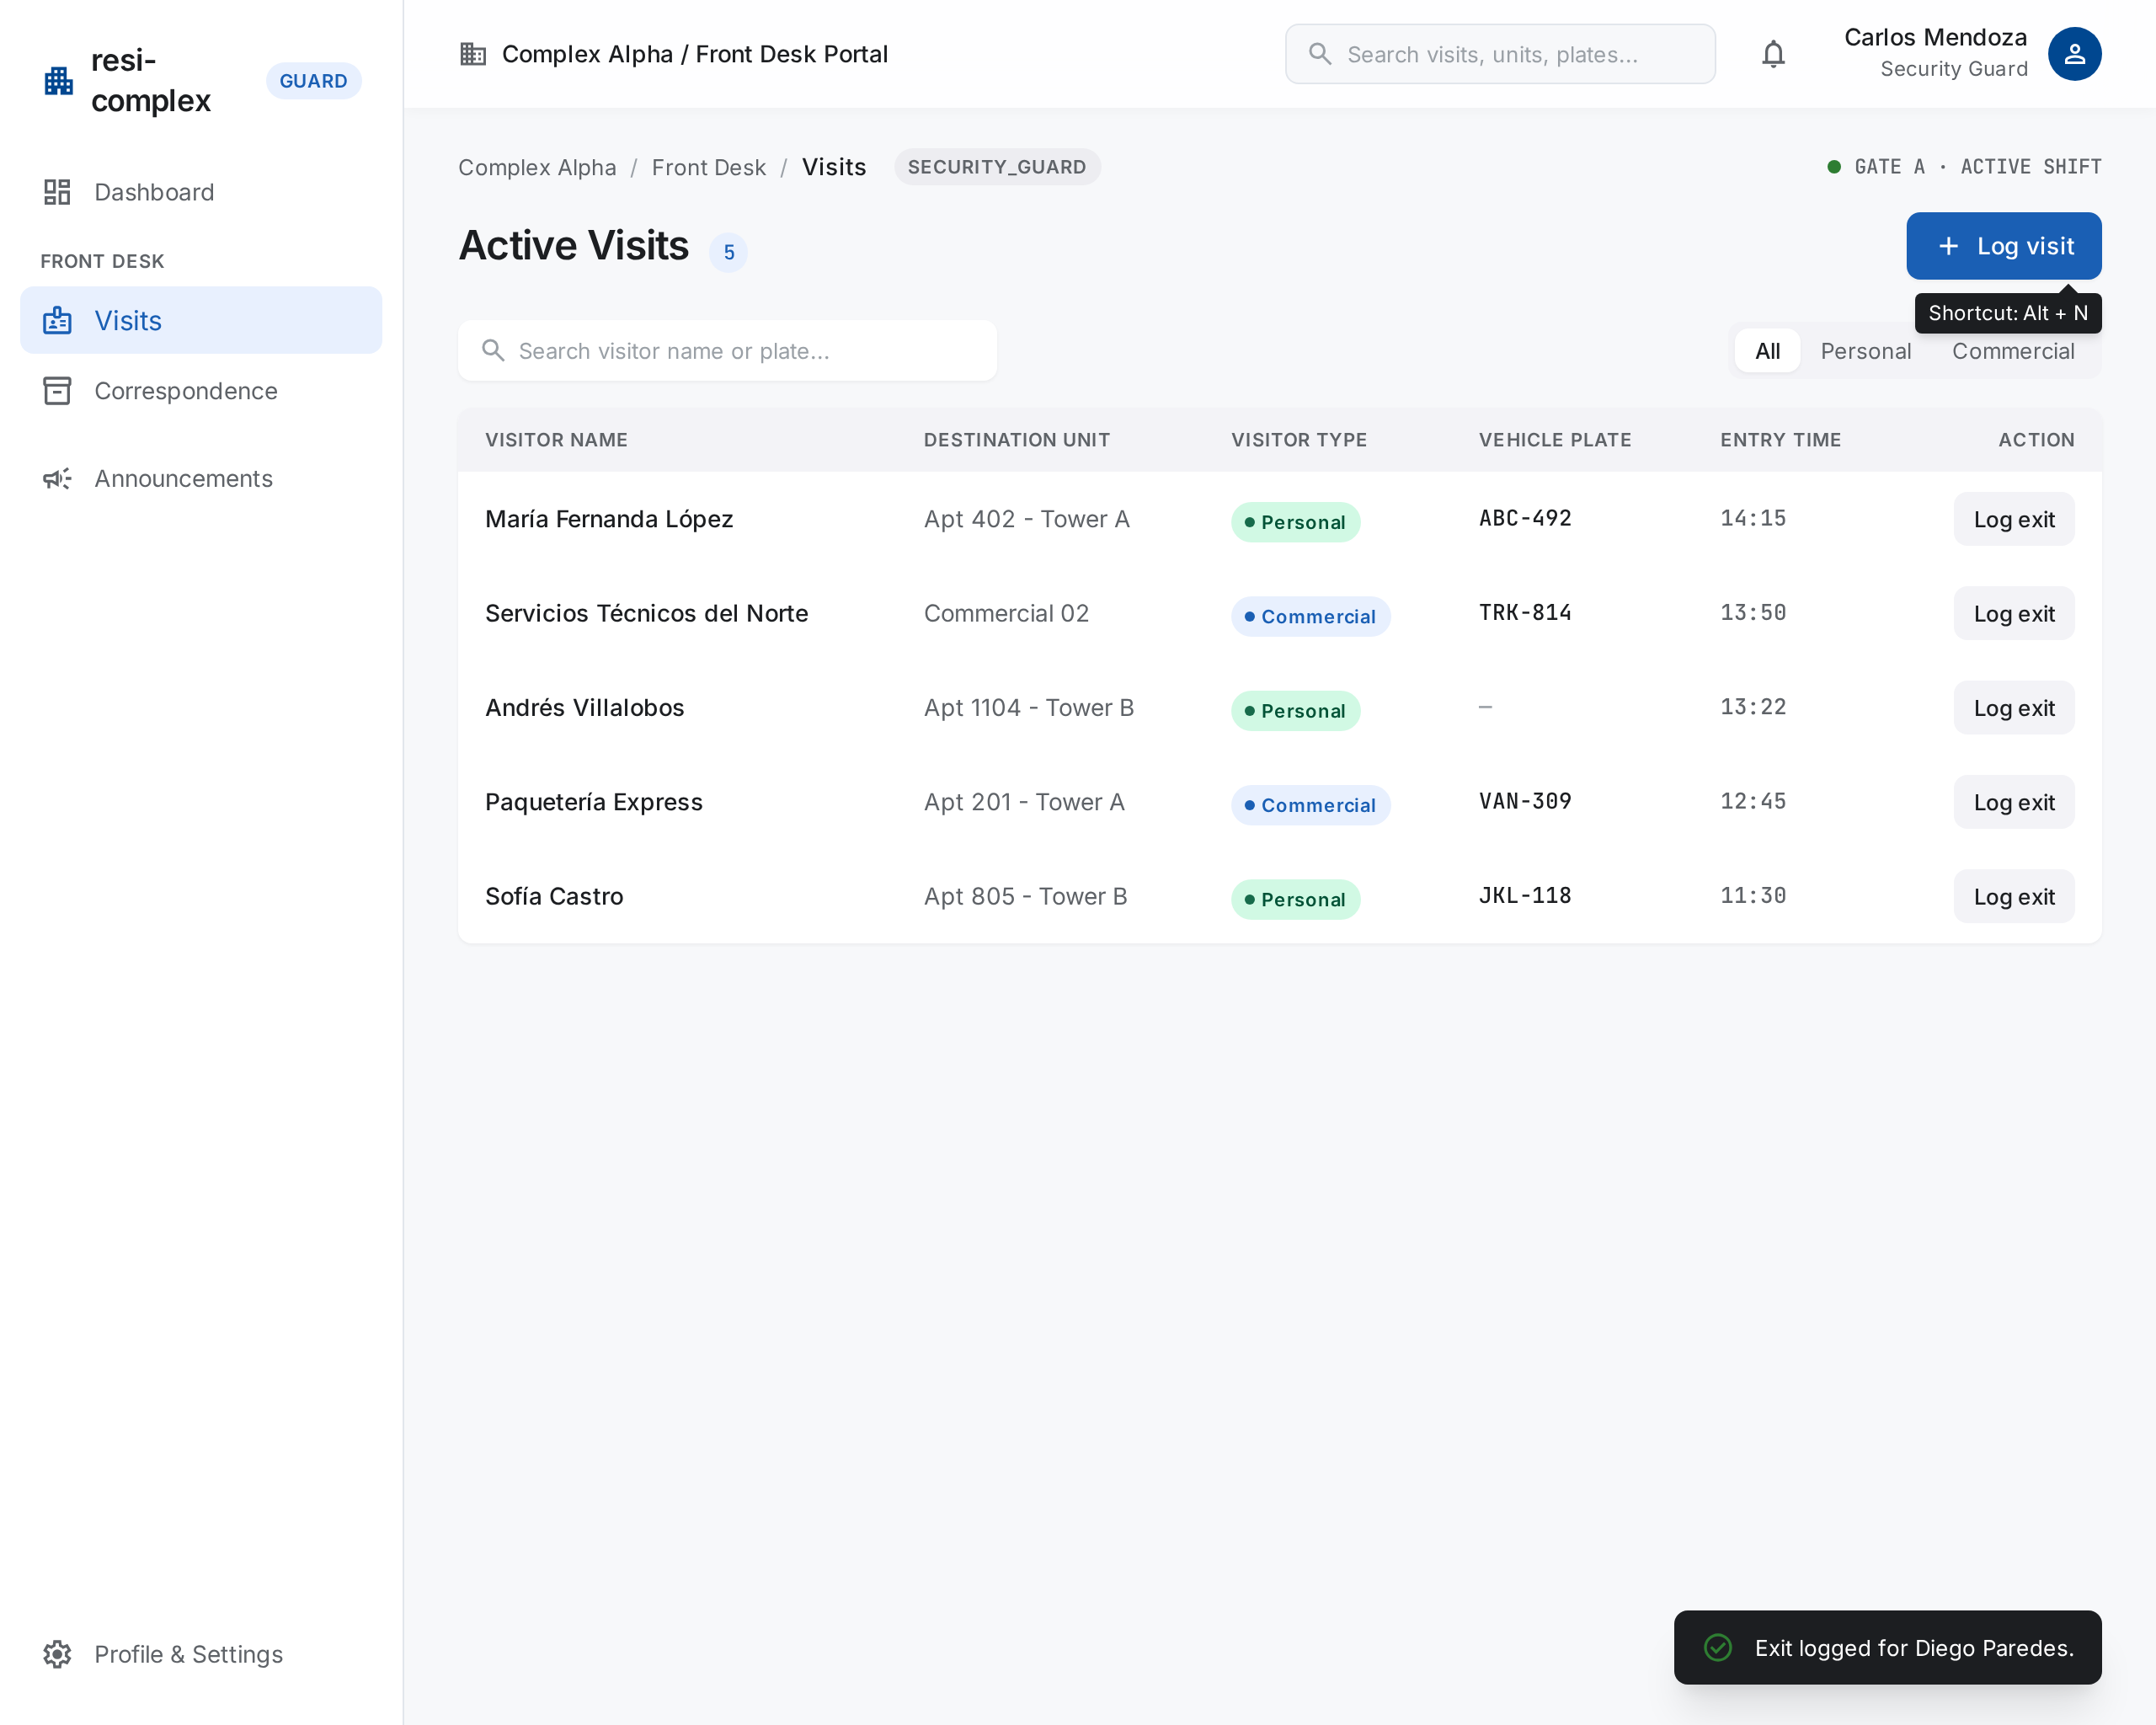 resi-
complex
GUARD
Dashboard
FRONT DESK
Visits
Correspondence
Announcements
Profile & Settings
Complex Alpha / Front Desk Portal
Search visits, units, plates...
Carlos Mendoza
Security Guard
Complex Alpha / Front Desk / Visits SECURITY_GUARD
GATE A · ACTIVE SHIFT
Active Visits 5
+ Log visit
Shortcut: Alt + N
Search visitor name or plate...
All Personal Commercial
VISITOR NAME DESTINATION UNIT VISITOR TYPE VEHICLE PLATE ENTRY TIME ACTION
María Fernanda López Apt 402 - Tower A Personal ABC-492 14:15 Log exit
Servicios Técnicos del Norte Commercial 02 Commercial TRK-814 13:50 Log exit
Andrés Villalobos Apt 1104 - Tower B Personal — 13:22 Log exit
Paquetería Express Apt 201 - Tower A Commercial VAN-309 12:45 Log exit
Sofía Castro Apt 805 - Tower B Personal JKL-118 11:30 Log exit
Exit logged for Diego Paredes.